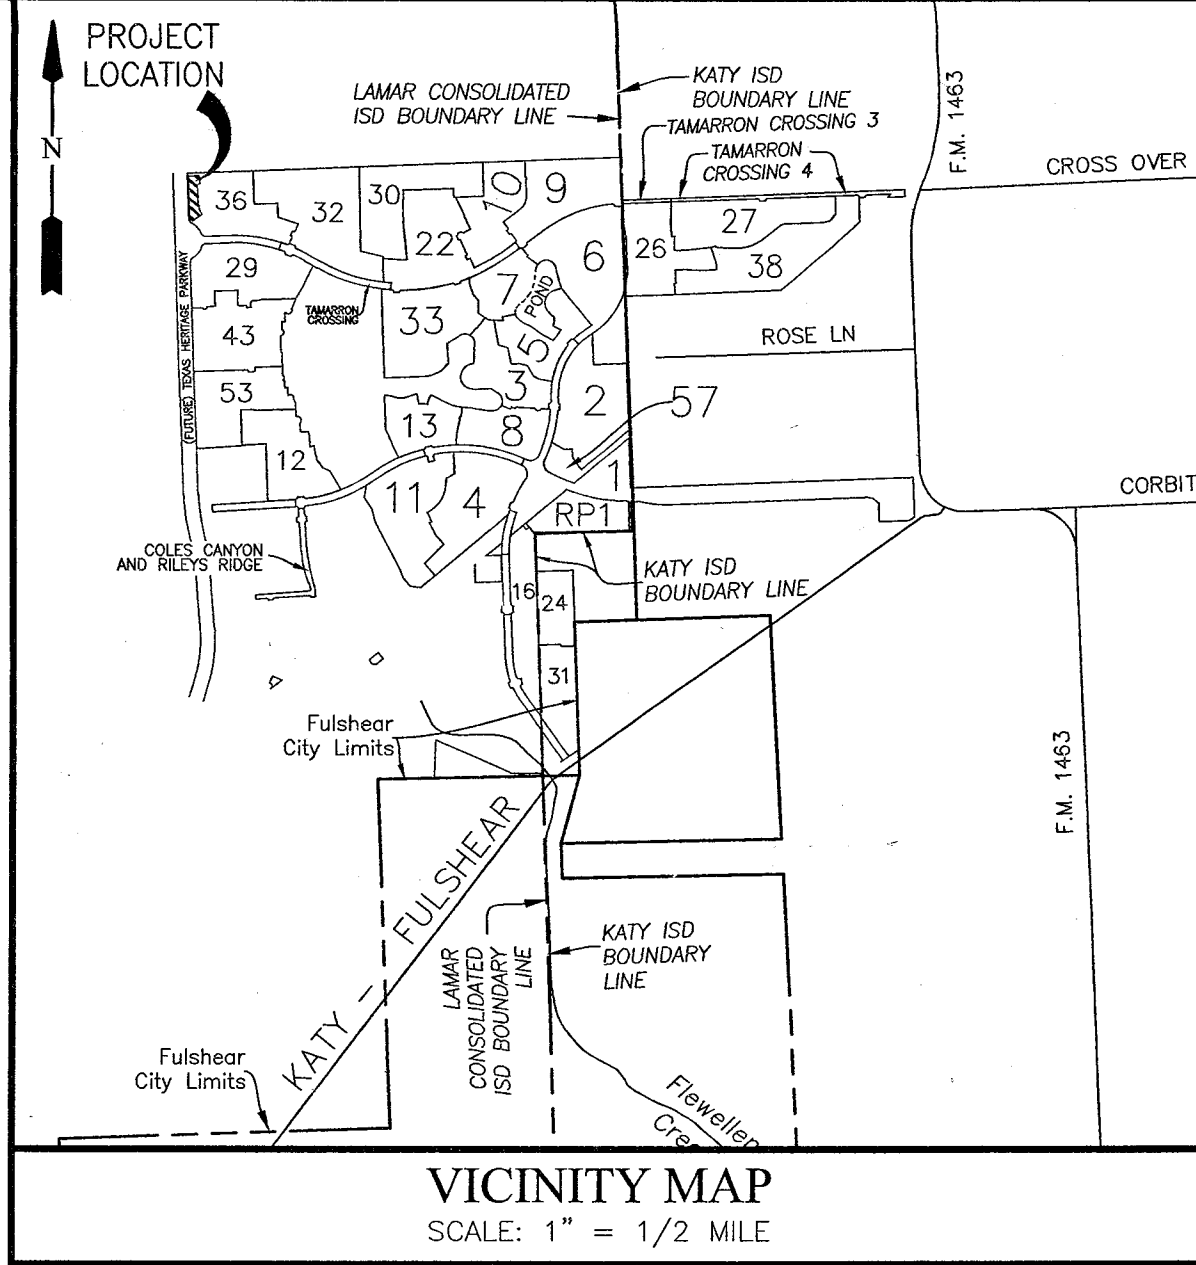 PROJECT
LOCATION
N
LAMAR CONSOLIDATED
ISD BOUNDARY LINE
KATY ISD
BOUNDARY LINE
TAMARRON CROSSING 3
TAMARRON
CROSSING 4
F.M. 1463
CROSS OVER
36
32
30
10
9
22
27
26
38
6
29
7
POND
TAMARRON
CROSSING
33
(FUTURE) TEXAS HERITAGE PARKWAY
43
5
ROSE LN
53
3
2
57
13
8
12
11
4
1
RP1
CORBIT
COLES CANYON
AND RILEYS RIDGE
KATY ISD
BOUNDARY LINE
16
24
31
Fulshear
City Limits
F.M. 1463
KATY - FULSHEAR
LAMAR
CONSOLIDATED
ISD BOUNDARY
LINE
KATY ISD
BOUNDARY
LINE
Fulshear
City Limits
Flewellen
Cree
VICINITY MAP
SCALE: 1" = 1/2 MILE